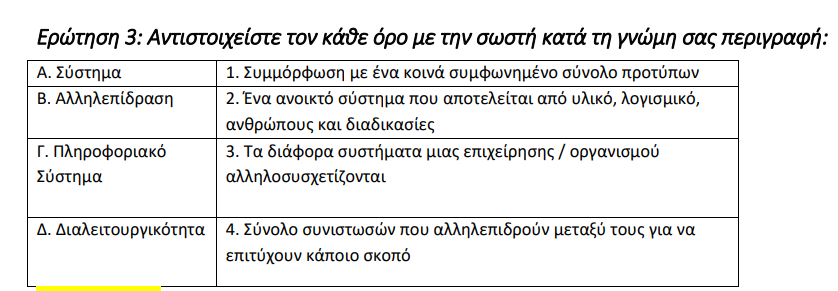 Ερώτηση 3: Αντιστοιχείστε τον κάθε όρο με την σωστή κατά τη γνώμη σας περιγραφή:
Α. Σύστημα
1. Συμμόρφωση με ένα κοινά συμφωνημένο σύνολο προτύπων
Β. Αλληλεπίδραση
2. Ένα ανοικτό σύστημα που αποτελείται από υλικό, λογισμικό,
ανθρώπους και διαδικασίες
Γ. Πληροφοριακό
Σύστημα
3. Τα διάφορα συστήματα μιας επιχείρησης / οργανισμού
αλληλοσυσχετίζονται
Δ. Διαλειτουργικότητα
4. Σύνολο συνιστωσών που αλληλεπιδρούν μεταξύ τους για να
επιτύχουν κάποιο σκοπό